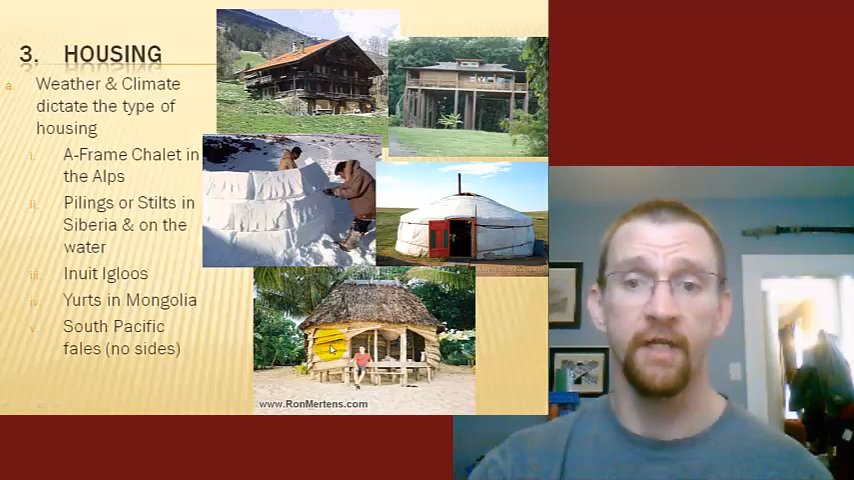 3. HOUSING
a. Weather & Climate
dictate the type of
housing
i. A-Frame Chalet in
the Alps
ii. Pilings or Stilts in
Siberia & on the
water
iii. Inuit Igloos
iv. Yurts in Mongolia
v. South Pacific
fales (no sides)
www.RonMertens.com